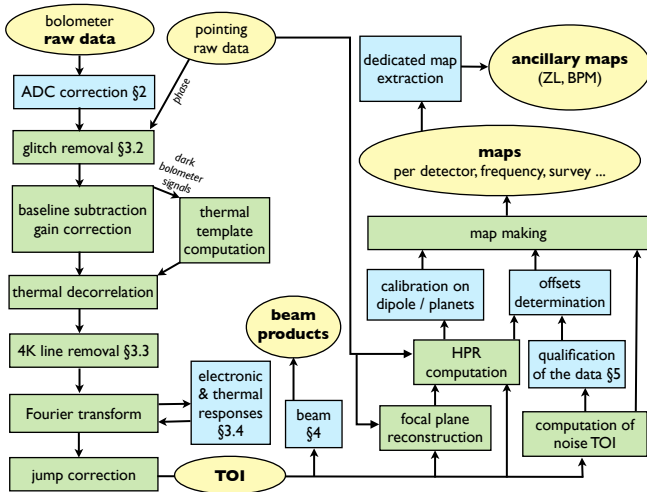 bolometer
raw data
pointing
raw data
dedicated map
extraction
ancillary maps
(ZL, BPM)
ADC correction §2
phase
glitch removal §3.2
dark
bolometer
signals
maps
per detector, frequency, survey ...
baseline subtraction
gain correction
thermal
template
computation
map making
thermal decorrelation
calibration on
dipole / planets
offsets
determination
beam
products
4K line removal §3.3
HPR
computation
qualification
of the data §5
electronic
& thermal
responses
§3.4
Fourier transform
beam
§4
focal plane
reconstruction
computation of
noise TOI
jump correction
TOI